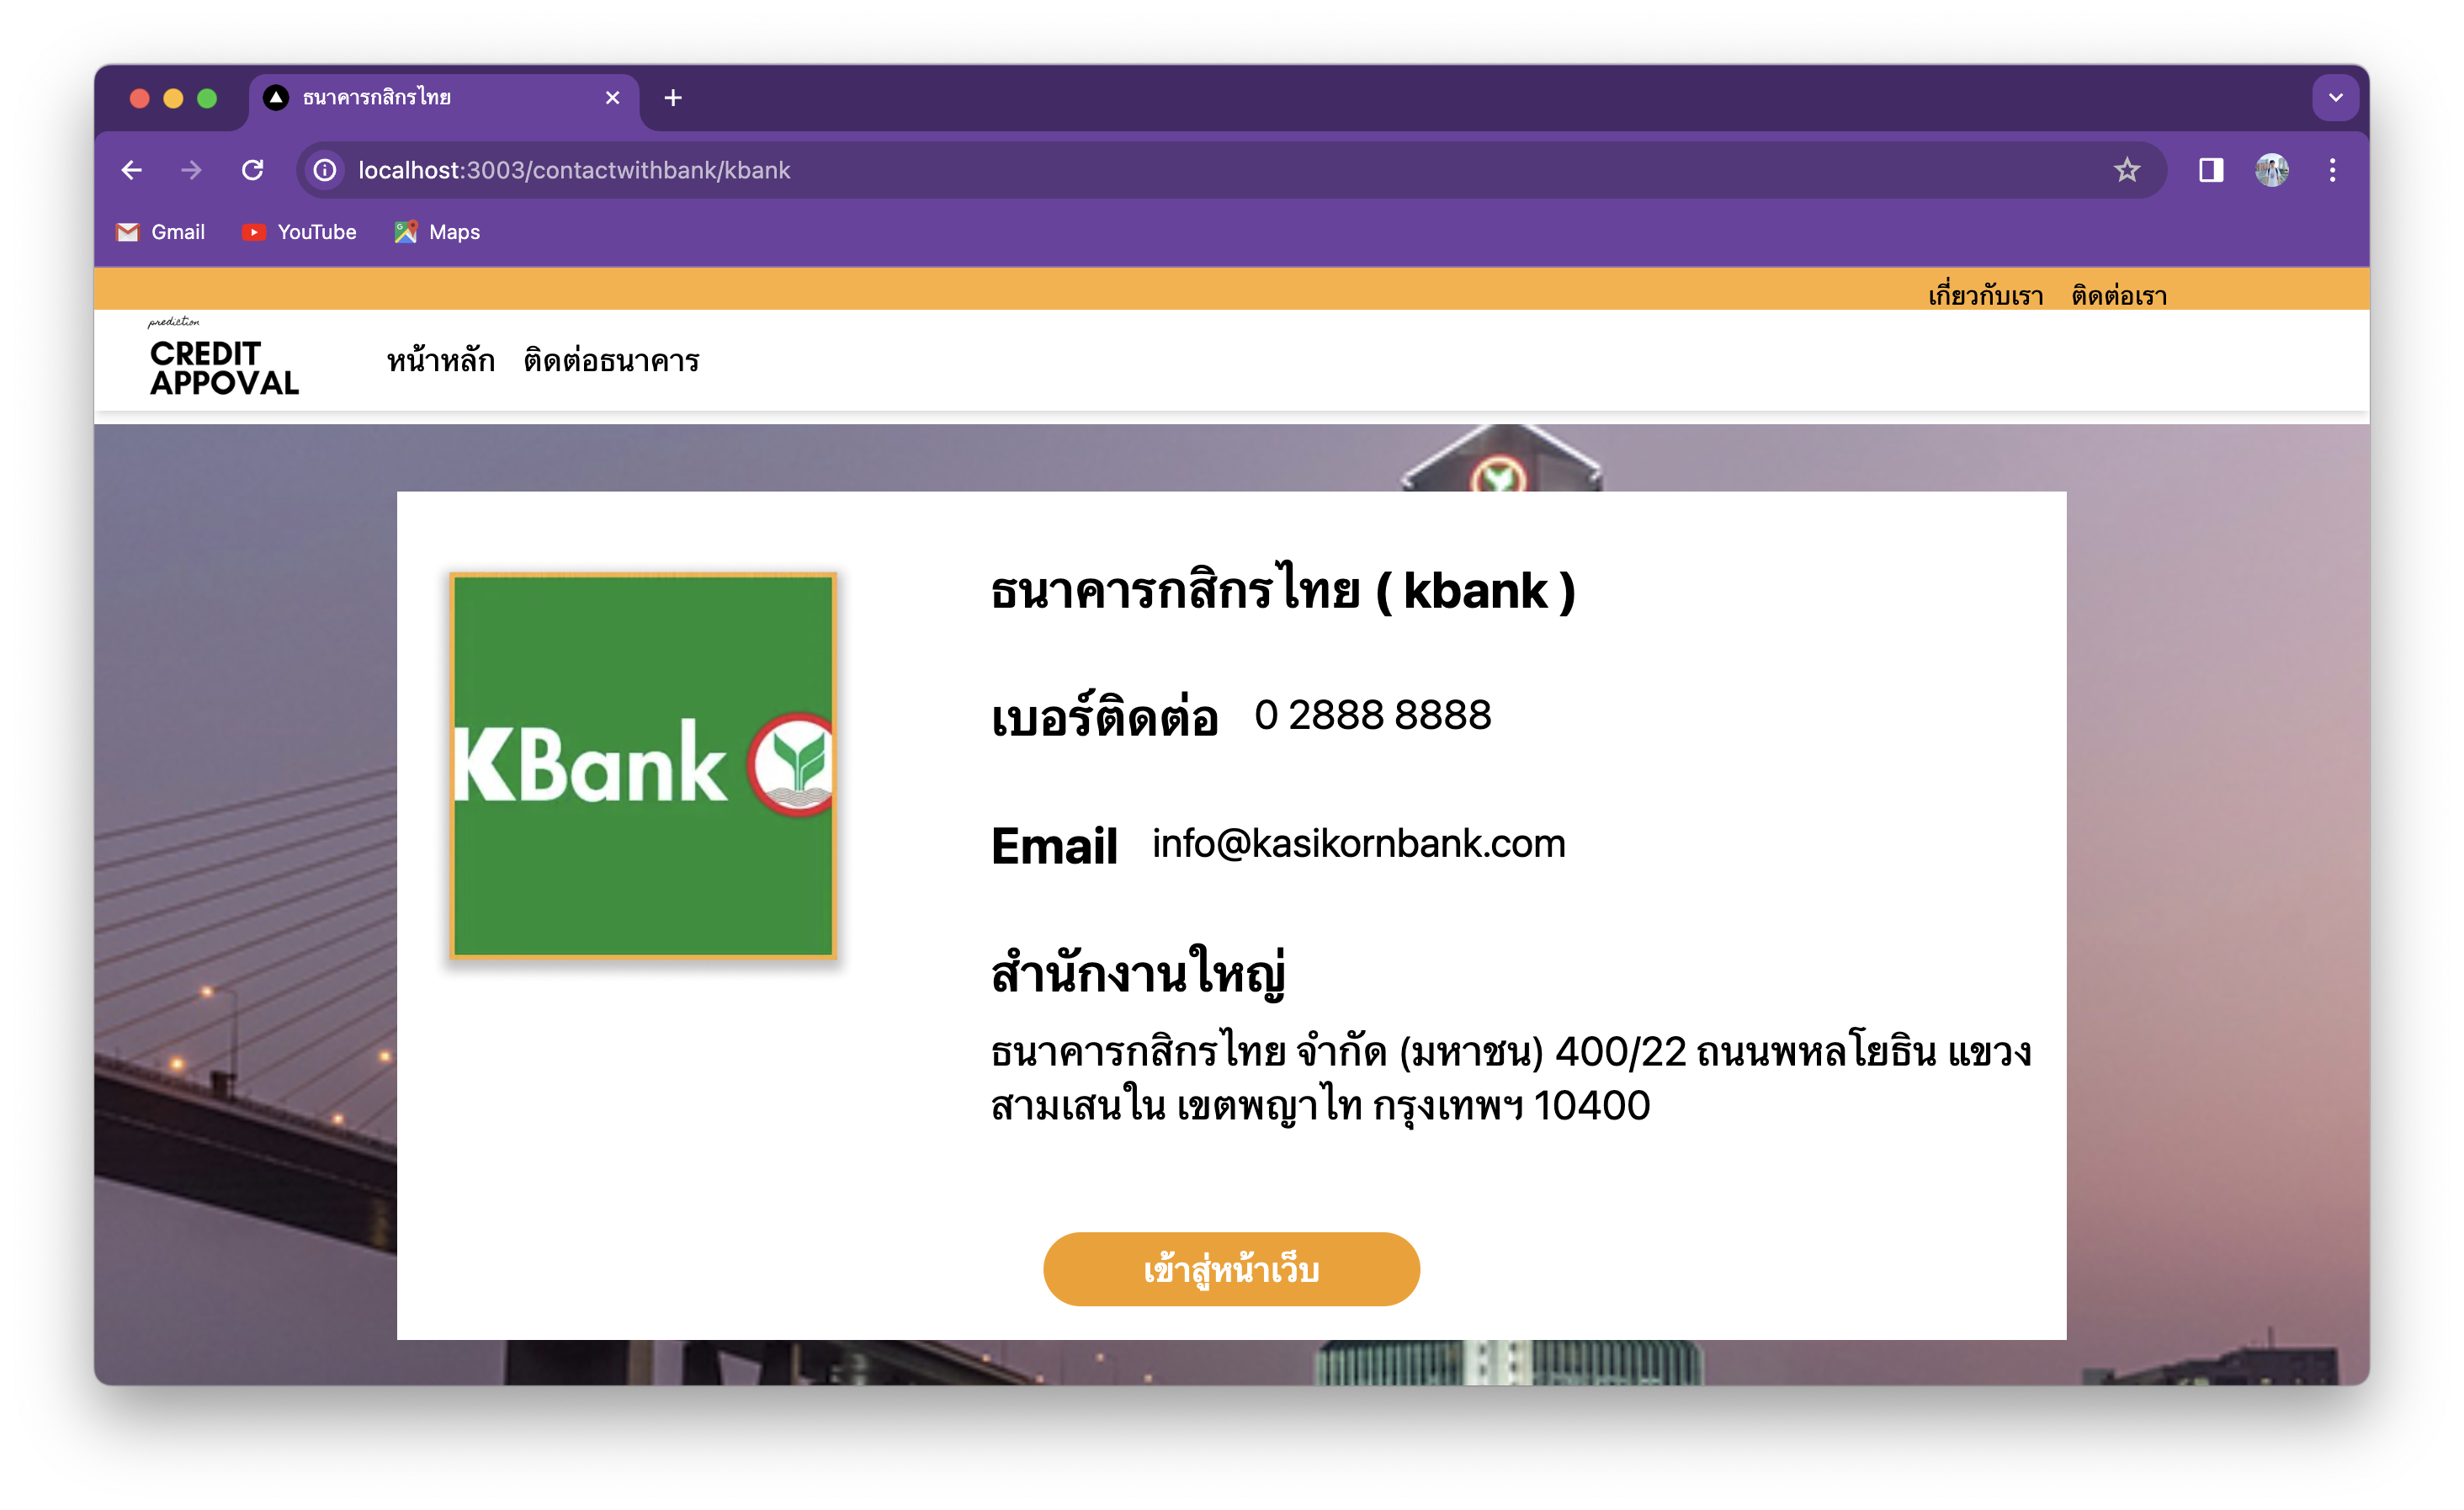 ธนาคารกสิกรไทย
localhost:3003/contactwithbank/kbank
Gmail YouTube Maps
เกี่ยวกับเรา ติดต่อเรา
prediction
CREDIT
APPOVAL
หน้าหลัก ติดต่อธนาคาร
KBank
ธนาคารกสิกรไทย ( kbank )
เบอร์ติดต่อ 0 2888 8888
Email info@kasikornbank.com
สำนักงานใหญ่
ธนาคารกสิกรไทย จำกัด (มหาชน) 400/22 ถนนพหลโยธิน แขวง
สามเสนใน เขตพญาไท กรุงเทพฯ 10400
เข้าสู่หน้าเว็บ